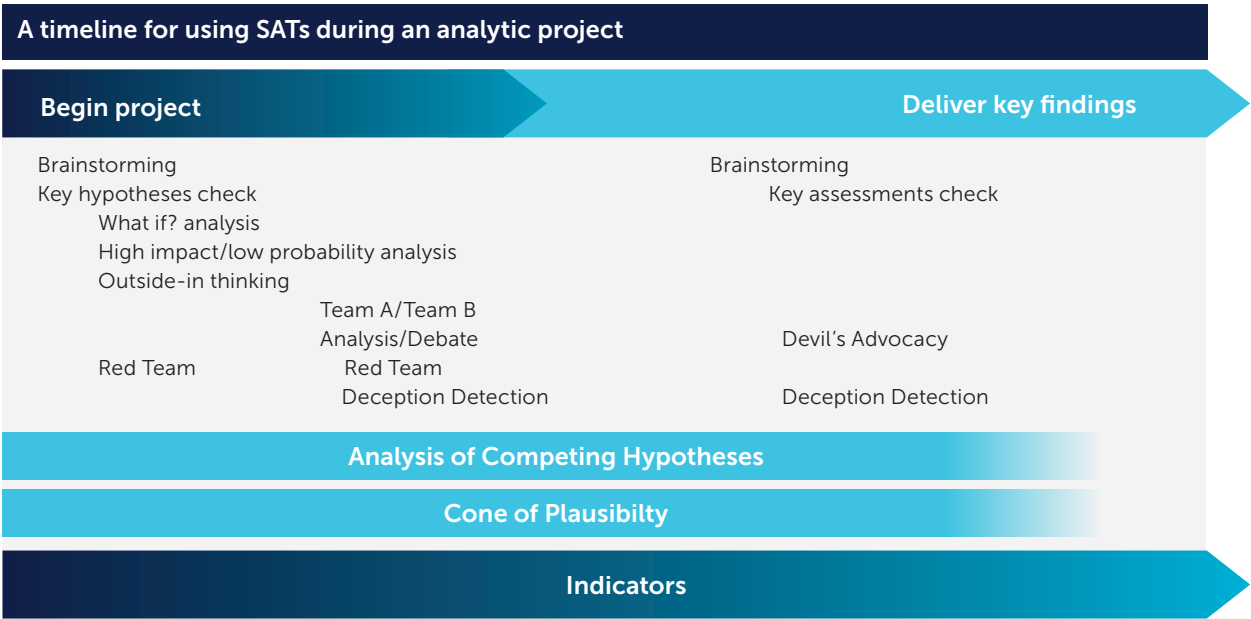 A timeline for using SATs during an analytic project
Begin project
Deliver key findings
Brainstorming
Key hypotheses check
What if? analysis
High impact/low probability analysis
Outside-in thinking
Team A/Team B
Analysis/Debate
Red Team
Red Team
Deception Detection
Brainstorming
Key assessments check
Devil’s Advocacy
Deception Detection
Analysis of Competing Hypotheses
Cone of Plausibilty
Indicators